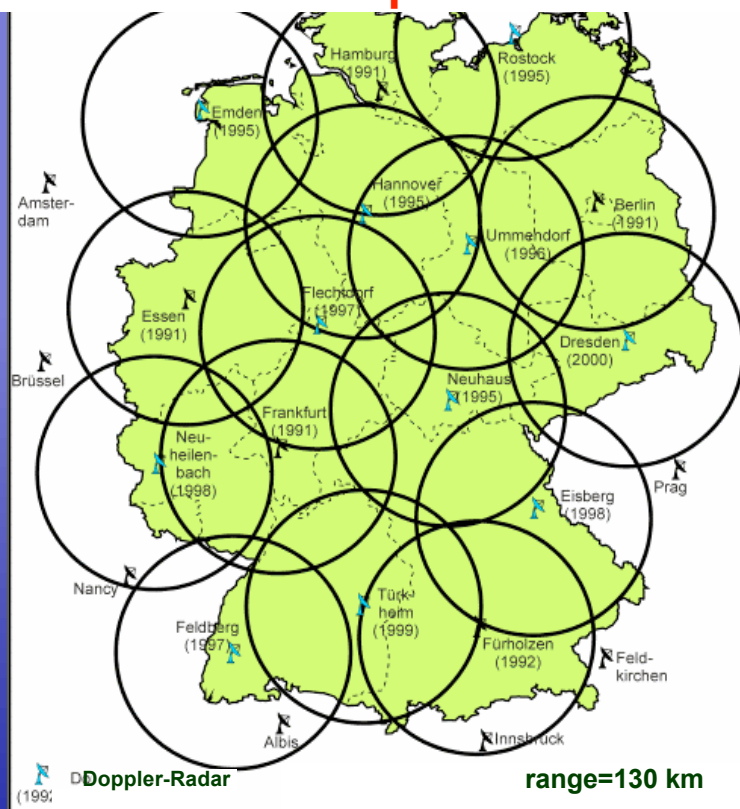 Hamburg
(1991)
Rostock
(1995)
Emden
(1995)
Amster-
dam
Hannover
(1995)
Berlin
(1991)
Ummendorf
(1996)
Flechtdorf
(1997)
Essen
(1991)
Dresden
(2000)
Brüssel
Neuhaus
(1995)
Frankfurt
(1991)
Neu-
heilen-
bach
(1998)
Prag
Eisberg
(1998)
Nancy
Türk-
heim
(1999)
Feldberg
(1997)
Fürholzen
(1992)
Feld-
kirchen
Albis
Innsbruck
Doppler-Radar
range=130 km